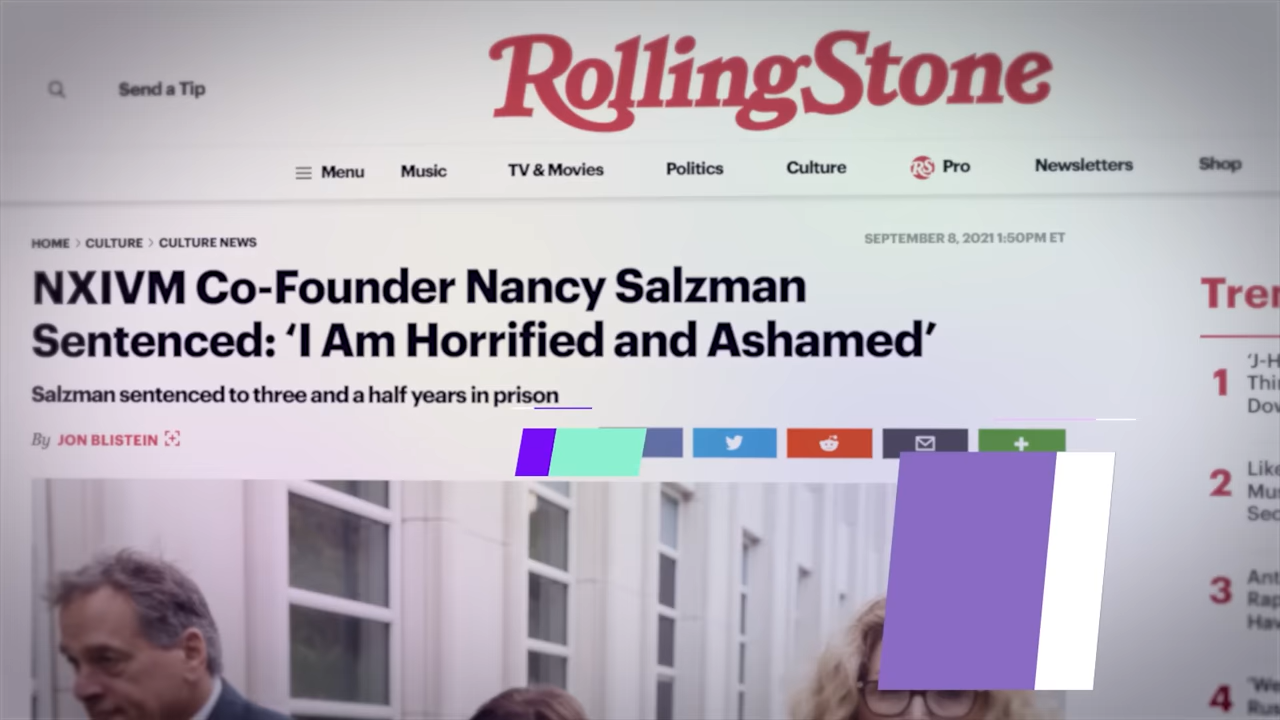 RollingStone
Send a Tip
Menu Music TV & Movies Politics Culture RS Pro Newsletters Shop
HOME > CULTURE > CULTURE NEWS
SEPTEMBER 8, 2021 1:50PM ET
NXIVM Co-Founder Nancy Salzman
Sentenced: ‘I Am Horrified and Ashamed’
Salzman sentenced to three and a half years in prison
By JON BLISTEIN
1
2
Like
3
4